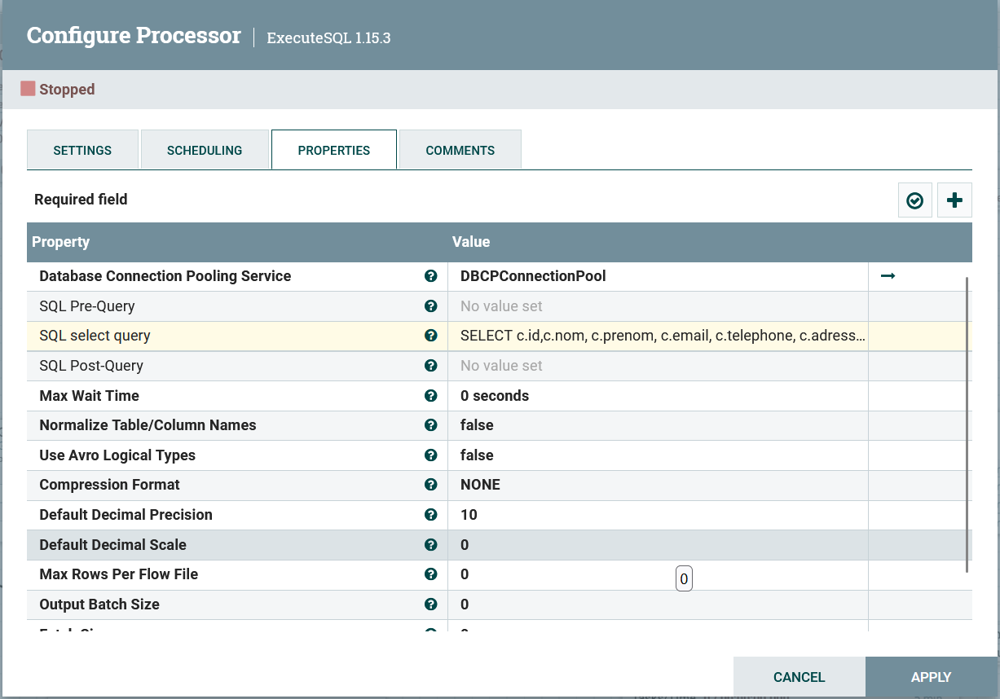 Configure Processor | ExecuteSQL 1.15.3
Stopped
SETTINGS SCHEDULING PROPERTIES COMMENTS
Required field
Property Value
Database Connection Pooling Service DBCPConnectionPool
SQL Pre-Query No value set
SQL select query SELECT c.id,c.nom, c.prenom, c.email, c.telephone, c.adress...
SQL Post-Query No value set
Max Wait Time 0 seconds
Normalize Table/Column Names false
Use Avro Logical Types false
Compression Format NONE
Default Decimal Precision 10
Default Decimal Scale 0
Max Rows Per Flow File 0
0
Output Batch Size 0
CANCEL APPLY